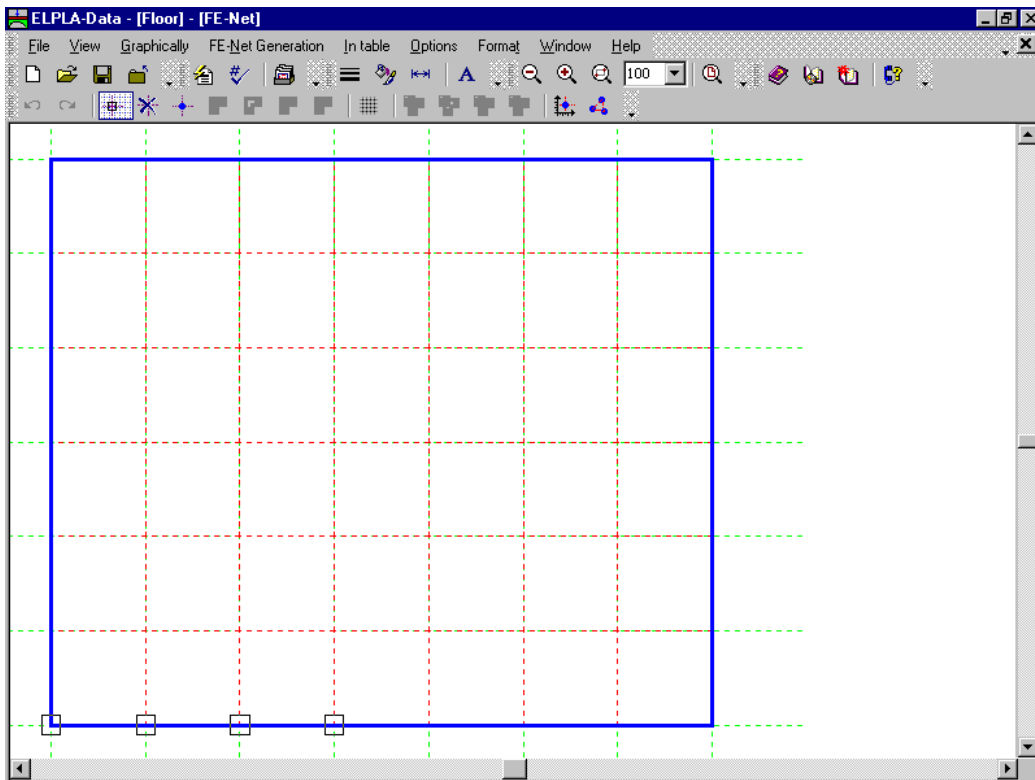 ELPLA-Data - [Floor] - [FE-Net]
File View Graphically FE-Net Generation In table Options Format Window Help
A 100